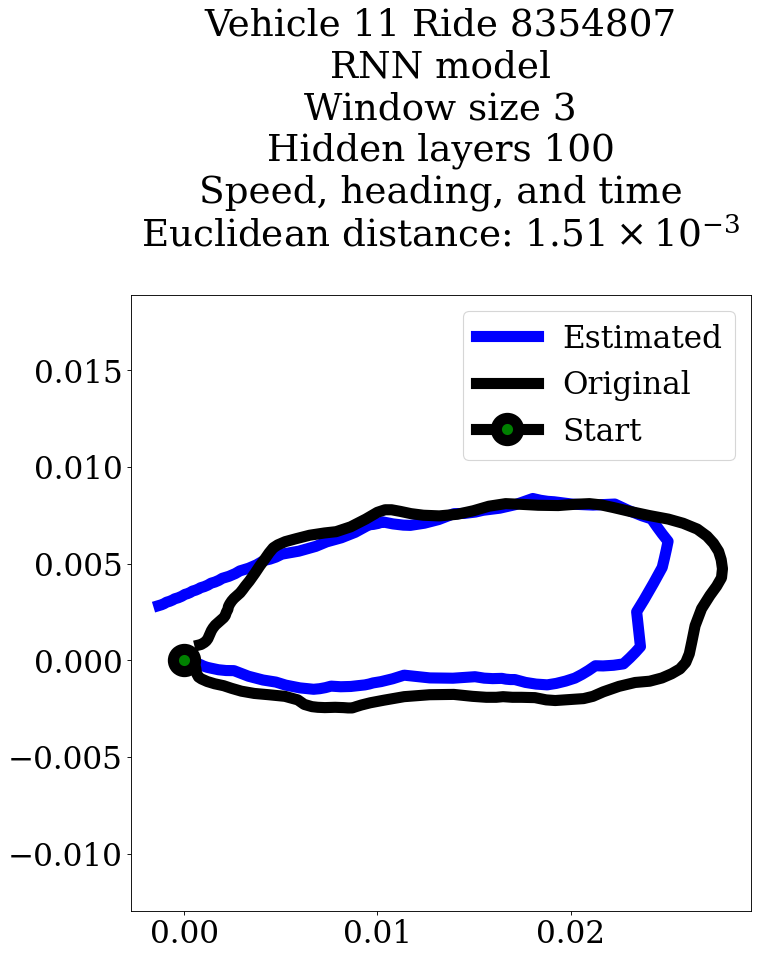 Vehicle 11 Ride 8354807
RNN model
Window size 3
Hidden layers 100
Speed, heading, and time
Euclidean distance: 1.51 × 10⁻³
Estimated
Original
Start
0.015
0.010
0.005
0.000
−0.005
−0.010
0.00 0.01 0.02